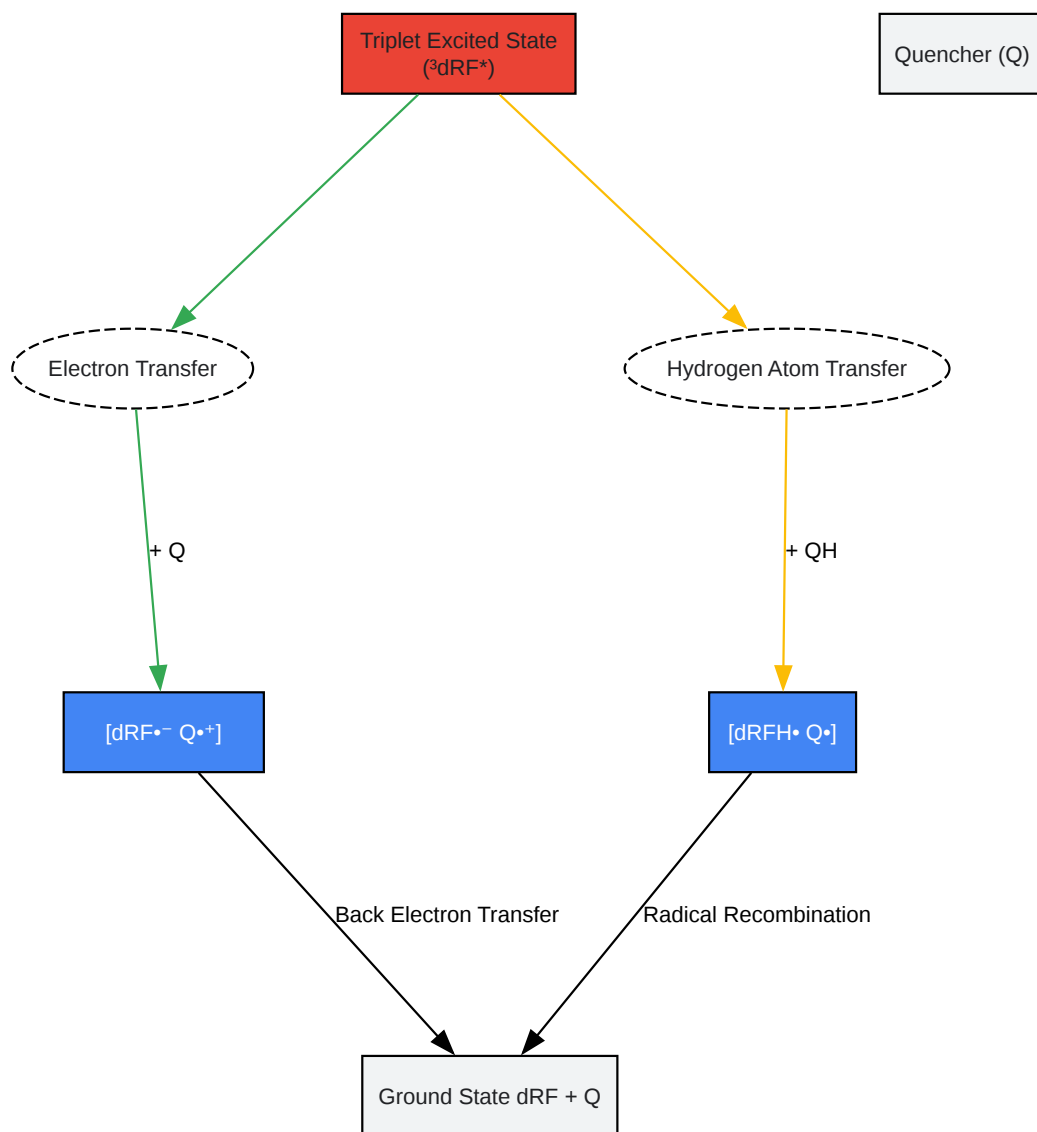 Triplet Excited State
(³dRF*)
Quencher (Q)
Electron Transfer
Hydrogen Atom Transfer
+ Q
+ QH
[dRF•⁻ Q•⁺]
[dRFH• Q•]
Back Electron Transfer
Radical Recombination
Ground State dRF + Q